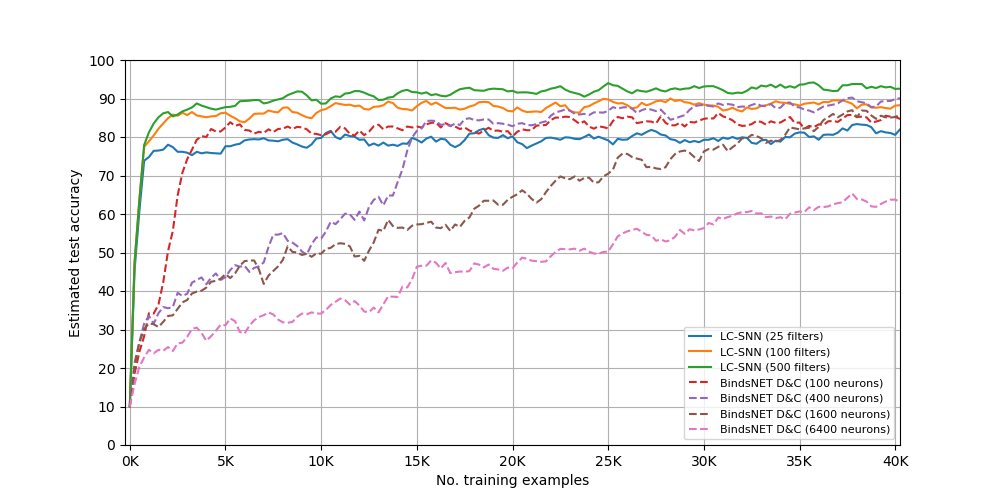 100
90
80
70
60
50
40
30
20
10
0
Estimated test accuracy
0K 5K 10K 15K 20K 25K 30K 35K 40K
No. training examples
LC-SNN (25 filters)
LC-SNN (100 filters)
LC-SNN (500 filters)
BindsNET D&C (100 neurons)
BindsNET D&C (400 neurons)
BindsNET D&C (1600 neurons)
BindsNET D&C (6400 neurons)